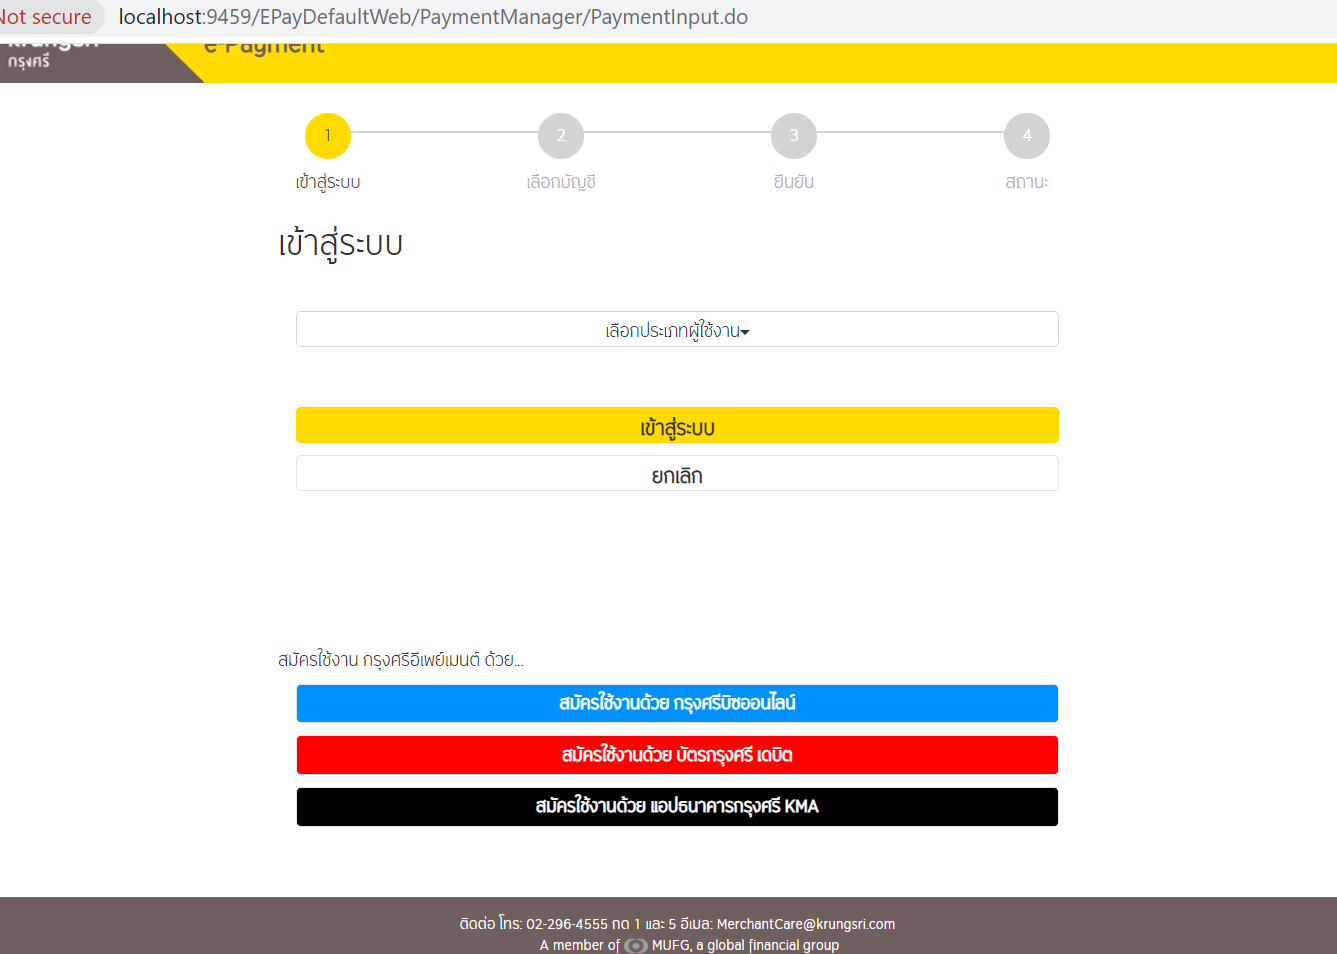 Not secure localhost:9459/EPayDefaultWeb/PaymentManager/PaymentInput.do
krungsri e-Payment
กรุงศรี
1 2 3 4
เข้าสู่ระบบ เลือกบัญชี ยืนยัน สถานะ
เข้าสู่ระบบ
เลือกประเภทผู้ใช้งาน
เข้าสู่ระบบ
ยกเลิก
สมัครใช้งาน กรุงศรีอีเพย์เมนต์ ด้วย...
สมัครใช้งานด้วย กรุงศรีบิซออนไลน์
สมัครใช้งานด้วย บัตรกรุงศรี เดบิต
สมัครใช้งานด้วย แอปธนาคารกรุงศรี KMA
ติดต่อ โทร: 02-296-4555 กด 1 และ 5 อีเมล: MerchantCare@krungsri.com
A member of MUFG, a global financial group